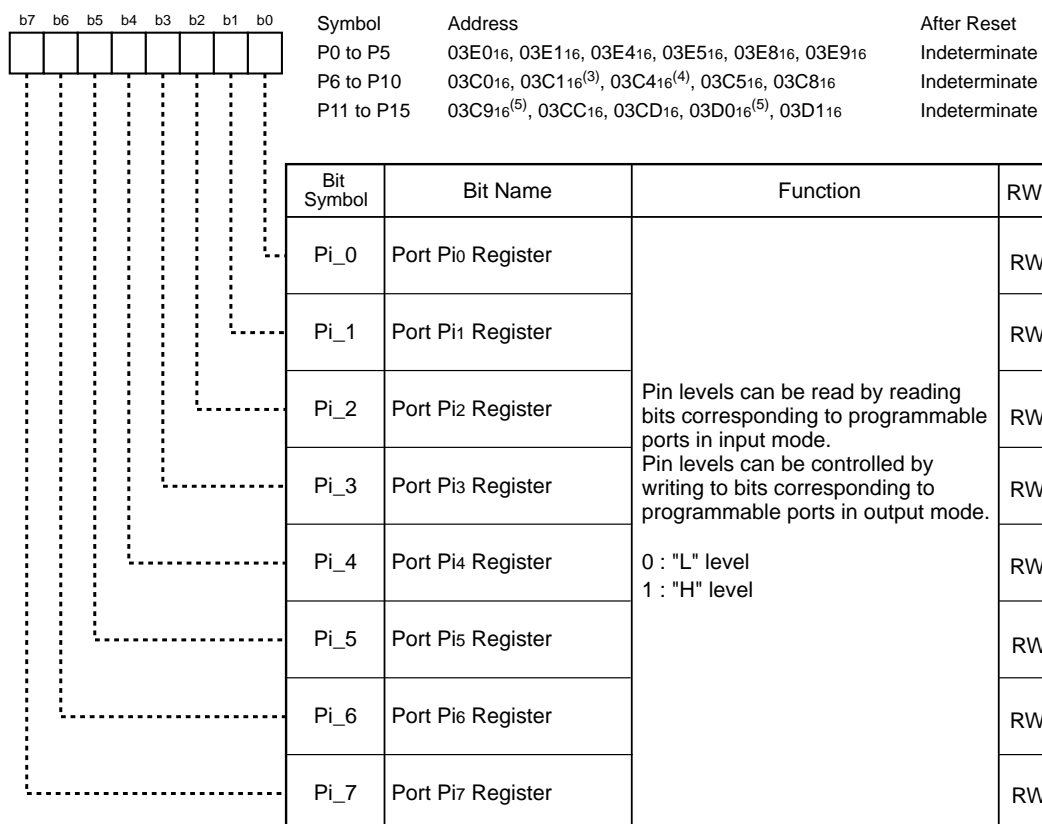 b7 b6 b5 b4 b3 b2 b1 b0
Symbol Address After Reset
P0 to P5 03E016, 03E116, 03E416, 03E516, 03E816, 03E916 Indeterminate
P6 to P10 03C016, 03C116(3), 03C416(4), 03C516, 03C816 Indeterminate
P11 to P15 03C916(5), 03CC16, 03CD16, 03D016(5), 03D116 Indeterminate
Bit Symbol Bit Name Function RW
Pi_0 Port Pi0 Register RW
Pi_1 Port Pi1 Register RW
Pi_2 Port Pi2 Register RW
Pi_3 Port Pi3 Register RW
Pi_4 Port Pi4 Register RW
Pi_5 Port Pi5 Register RW
Pi_6 Port Pi6 Register RW
Pi_7 Port Pi7 Register RW
Pin levels can be read by reading
bits corresponding to programmable
ports in input mode.
Pin levels can be controlled by
writing to bits corresponding to
programmable ports in output mode.
0 : "L" level
1 : "H" level